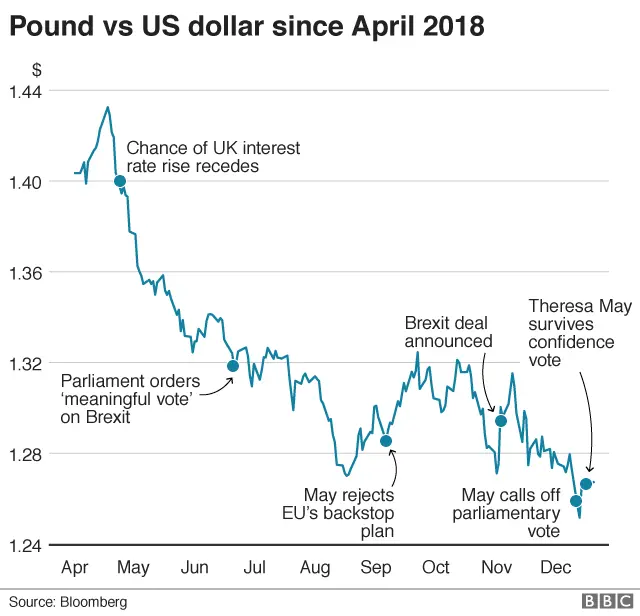 Pound vs US dollar since April 2018
$
1.44
1.40
1.36
1.32
1.28
1.24
Chance of UK interest
rate rise recedes
Parliament orders
‘meaningful vote’
on Brexit
May rejects
EU’s backstop
plan
Brexit deal
announced
May calls off
parliamentary
vote
Theresa May
survives
confidence
vote
Apr May Jun Jul Aug Sep Oct Nov Dec
Source: Bloomberg
BBC